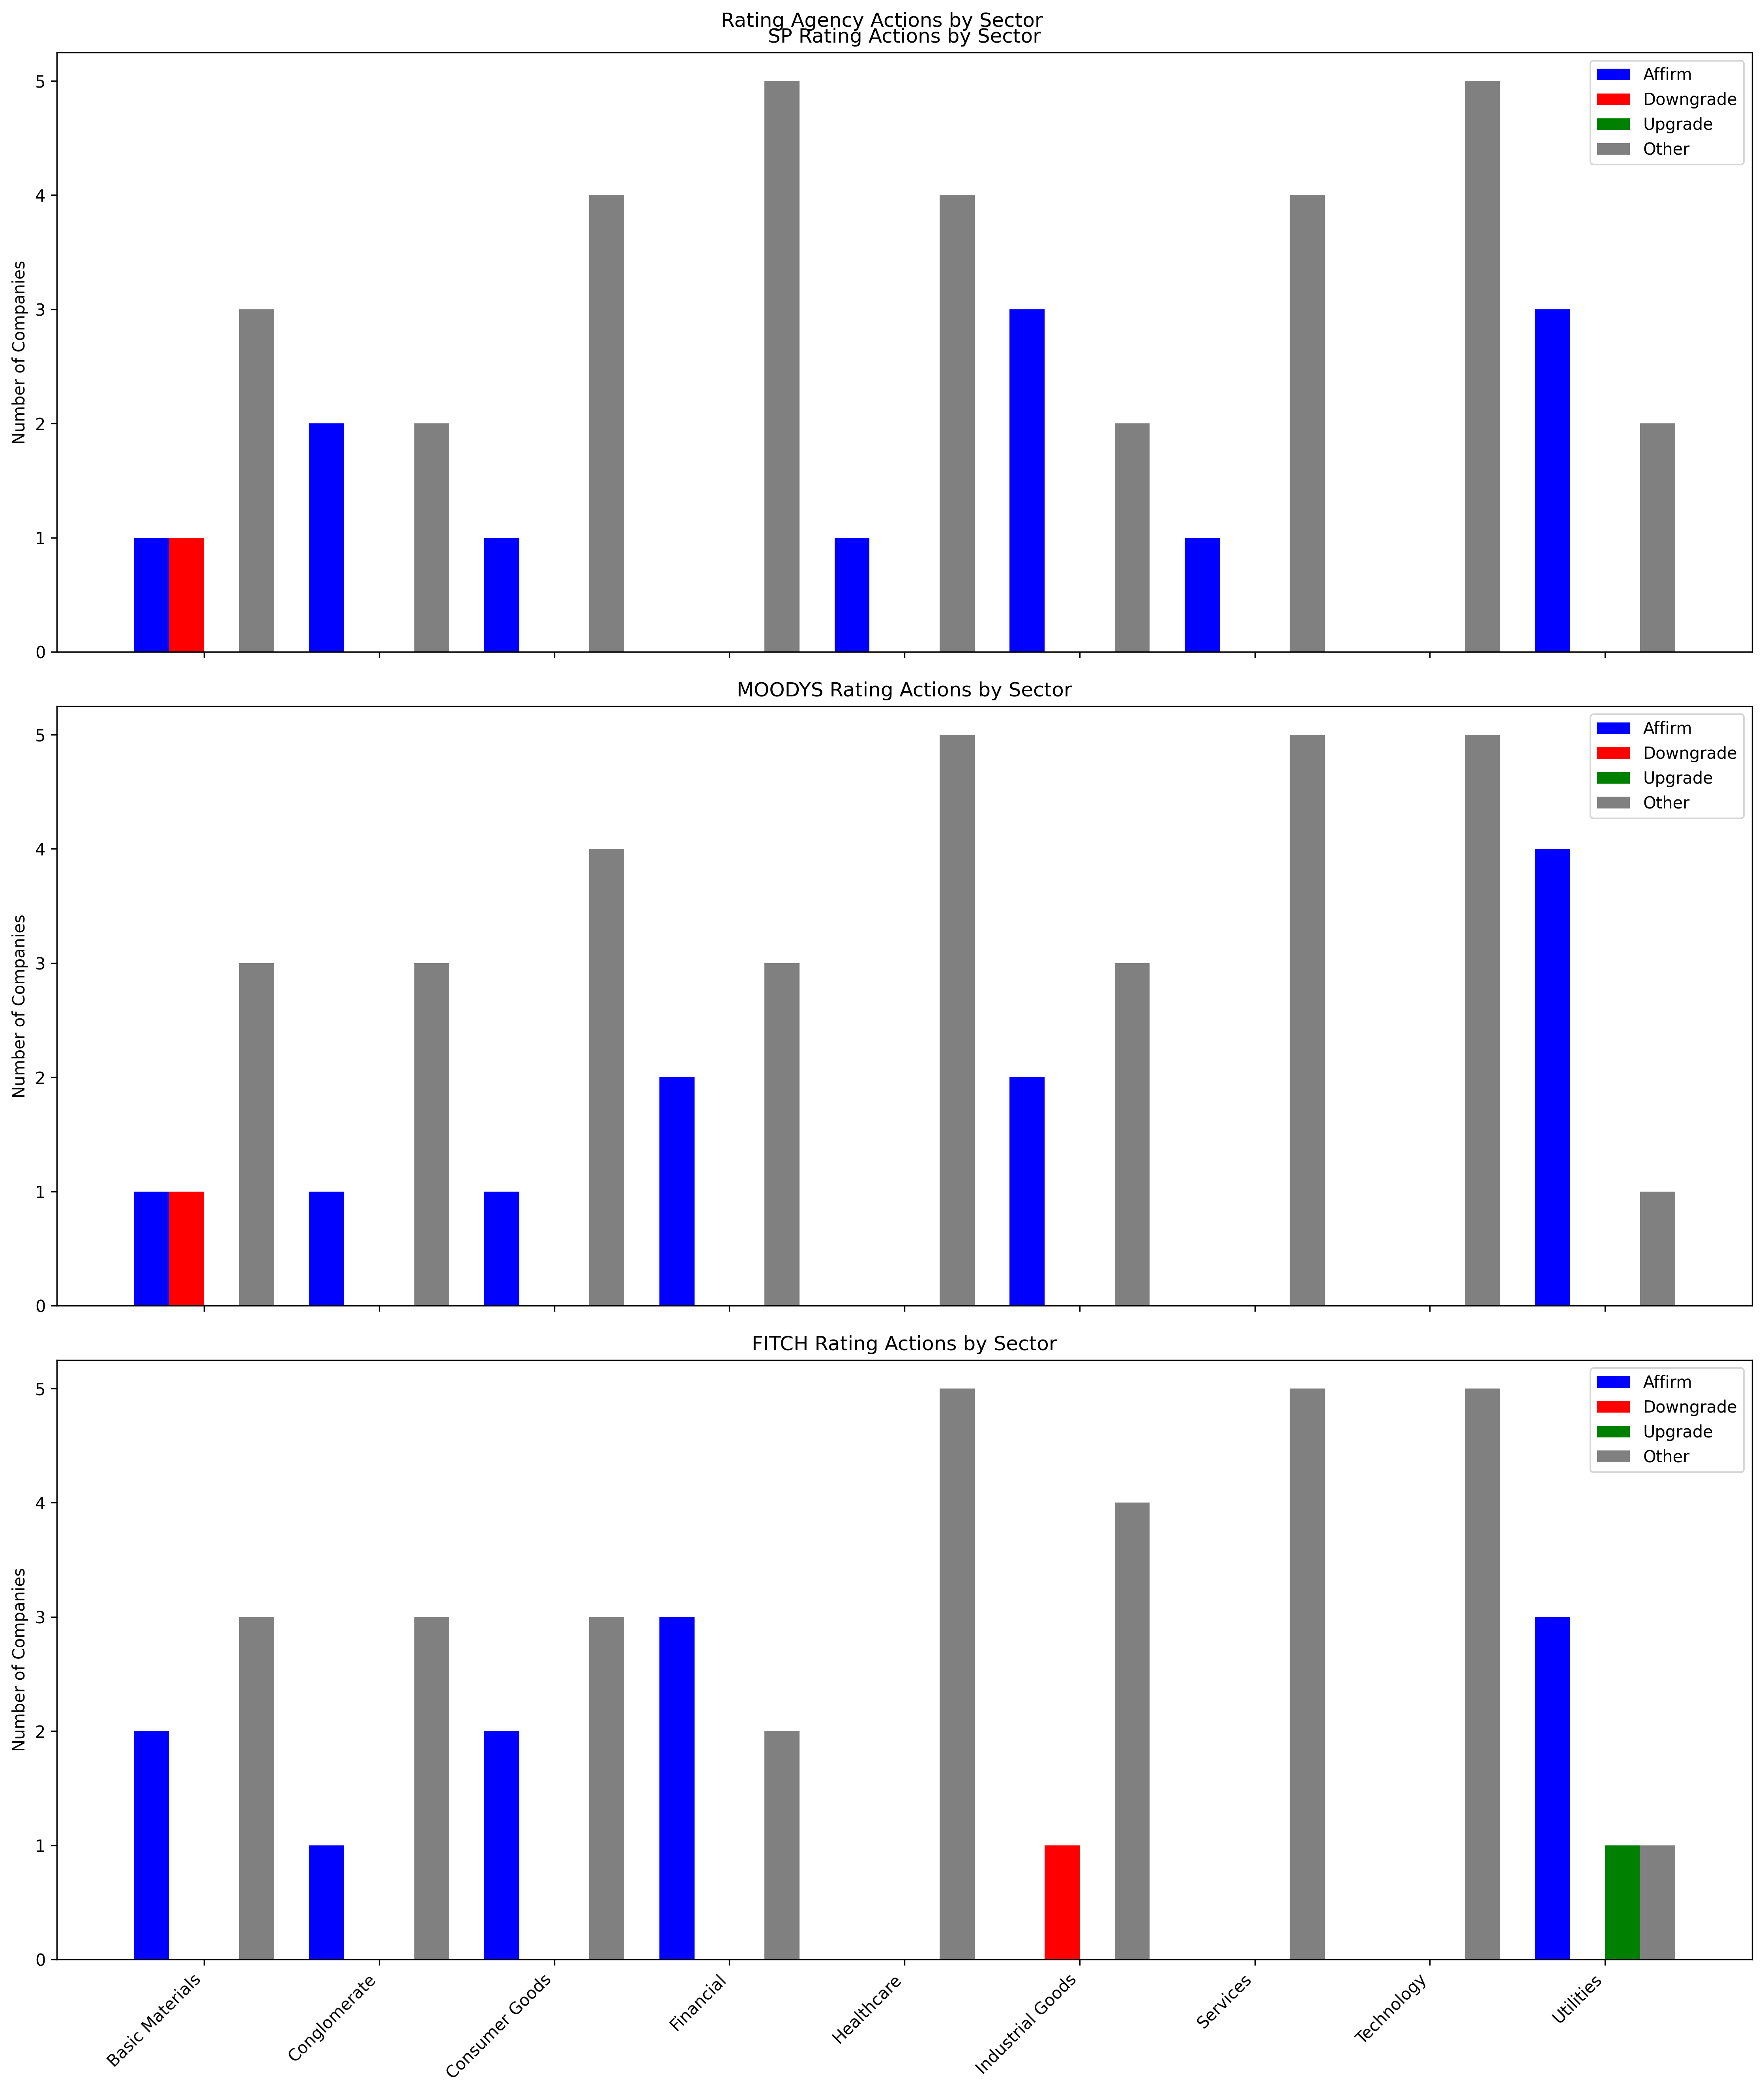 Rating Agency Actions by Sector
SP Rating Actions by Sector
Number of Companies
5
4
3
2
1
0
Affirm
Downgrade
Upgrade
Other
MOODYS Rating Actions by Sector
Number of Companies
5
4
3
2
1
0
Affirm
Downgrade
Upgrade
Other
FITCH Rating Actions by Sector
Number of Companies
5
4
3
2
1
0
Affirm
Downgrade
Upgrade
Other
Basic Materials
Conglomerate
Consumer Goods
Financial
Healthcare
Industrial Goods
Services
Technology
Utilities